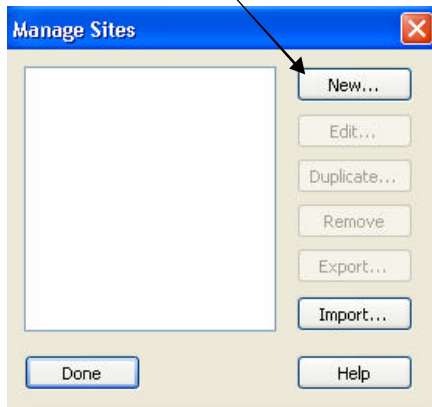 Manage Sites
New...
Edit...
Duplicate...
Remove
Export...
Import...
Done
Help